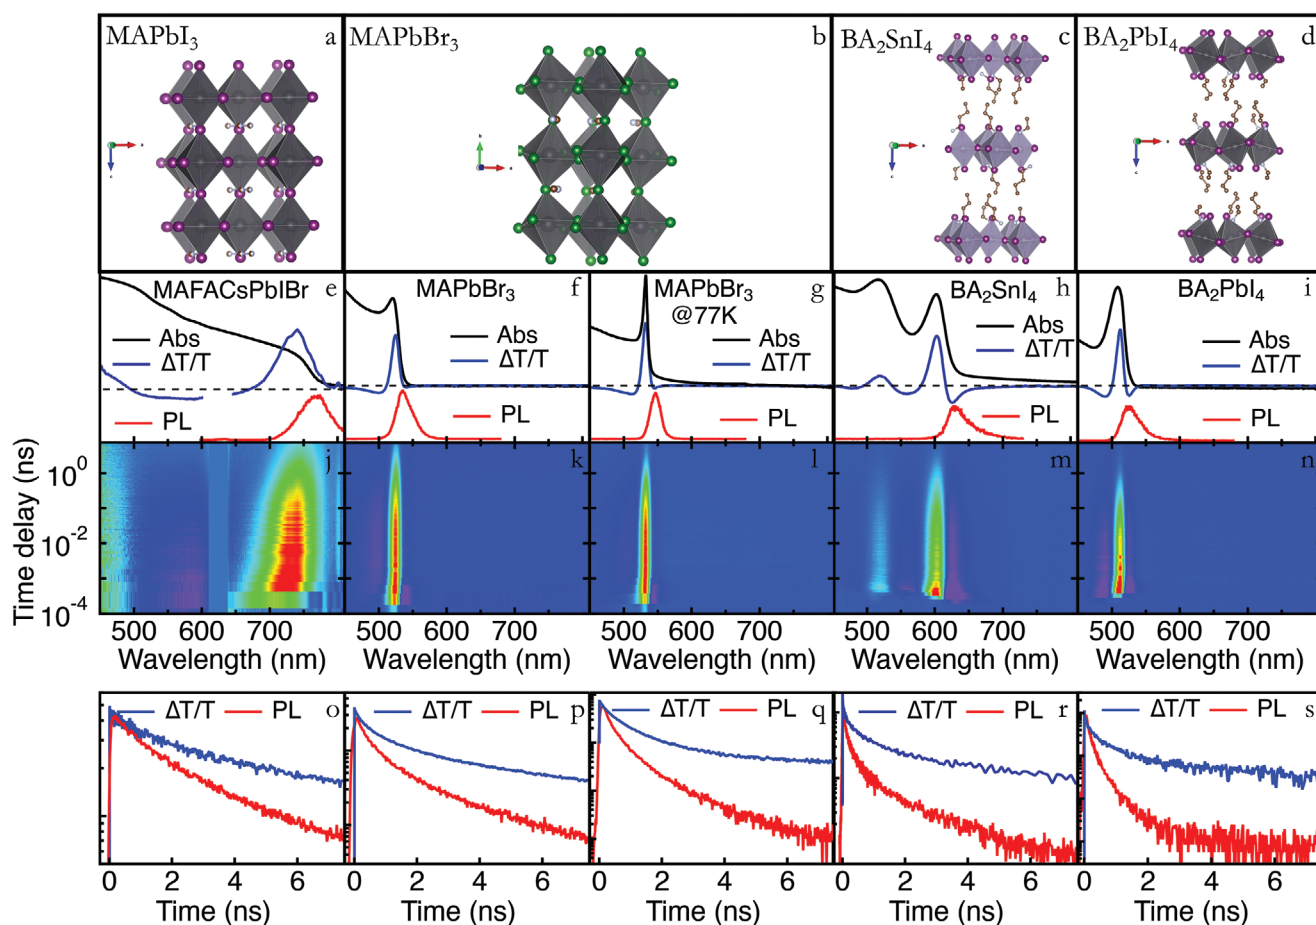 MAPbI₃ a
MAPbBr₃ b
BA₂SnI₄ c
BA₂PbI₄ d
MAFACsPbIBr e
Abs
ΔT/T
PL
MAPbBr₃ f
Abs
ΔT/T
PL
MAPbBr₃ g
@77K
Abs
ΔT/T
PL
BA₂SnI₄ h
Abs
ΔT/T
PL
BA₂PbI₄ i
Abs
ΔT/T
PL
Time delay (ns)
10⁰
10⁻²
10⁻⁴
j
k
l
m
n
450 600 700
500 600 700
500 600 700
500 600 700
500 600 700
Wavelength (nm)
Wavelength (nm)
Wavelength (nm)
Wavelength (nm)
Wavelength (nm)
ΔT/T PL o
ΔT/T PL p
ΔT/T PL q
ΔT/T PL r
ΔT/T PL s
0 2 4 6
0 2 4 6
0 2 4 6
0 2 4 6
0 2 4 6
Time (ns)
Time (ns)
Time (ns)
Time (ns)
Time (ns)